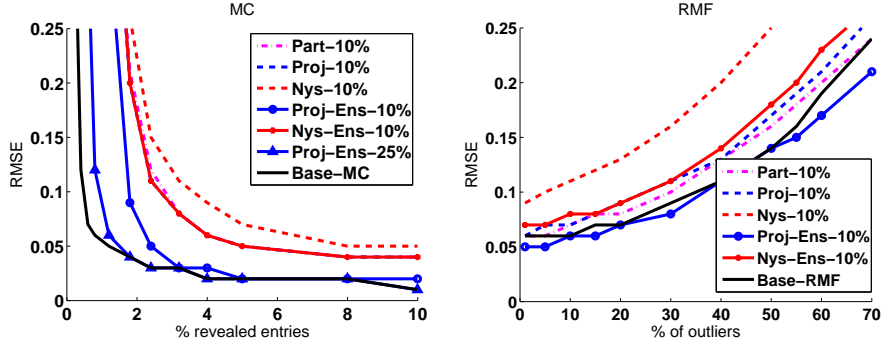 MC
RMSE
0.25
0.2
0.15
0.1
0.05
0
0 2 4 6 8 10
% revealed entries
Part−10%
Proj−10%
Nys−10%
Proj−Ens−10%
Nys−Ens−10%
Proj−Ens−25%
Base−MC
RMF
RMSE
0.25
0.2
0.15
0.1
0.05
0
0 10 20 30 40 50 60 70
% of outliers
Part−10%
Proj−10%
Nys−10%
Proj−Ens−10%
Nys−Ens−10%
Base−RMF